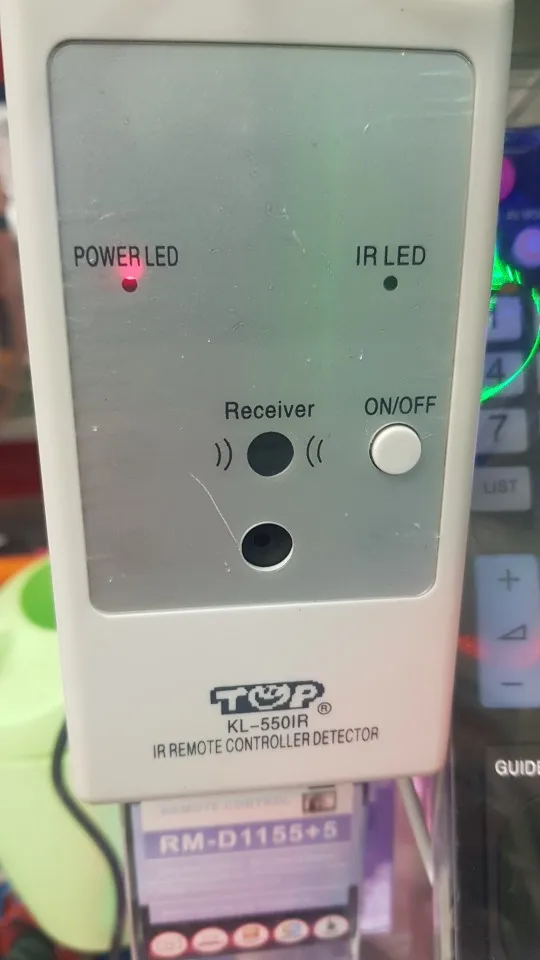 POWER LED
IR LED
Receiver
ON/OFF
4
7
LIST
+
−
TOP®
KL-550IR
IR REMOTE CONTROLLER DETECTOR
GUIDE
REMOTE CONTROL
RM-D1155+5